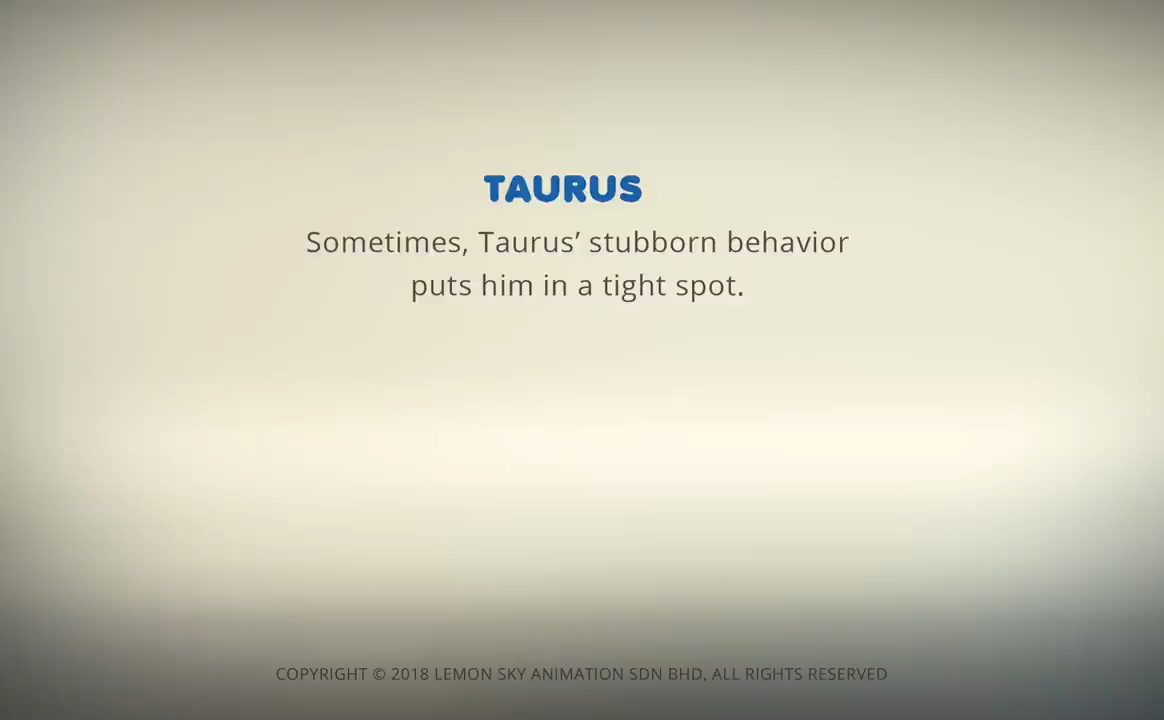 TAURUS
Sometimes, Taurus’ stubborn behavior
puts him in a tight spot.
COPYRIGHT © 2018 LEMON SKY ANIMATION SDN BHD, ALL RIGHTS RESERVED